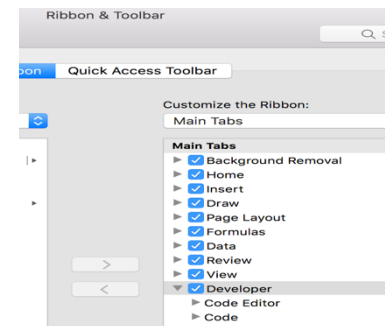 Ribbon & Toolbar
Quick Access Toolbar
Customize the Ribbon:
Main Tabs
Main Tabs
Background Removal
Home
Insert
Draw
Page Layout
Formulas
Data
Review
View
Developer
Code Editor
Code